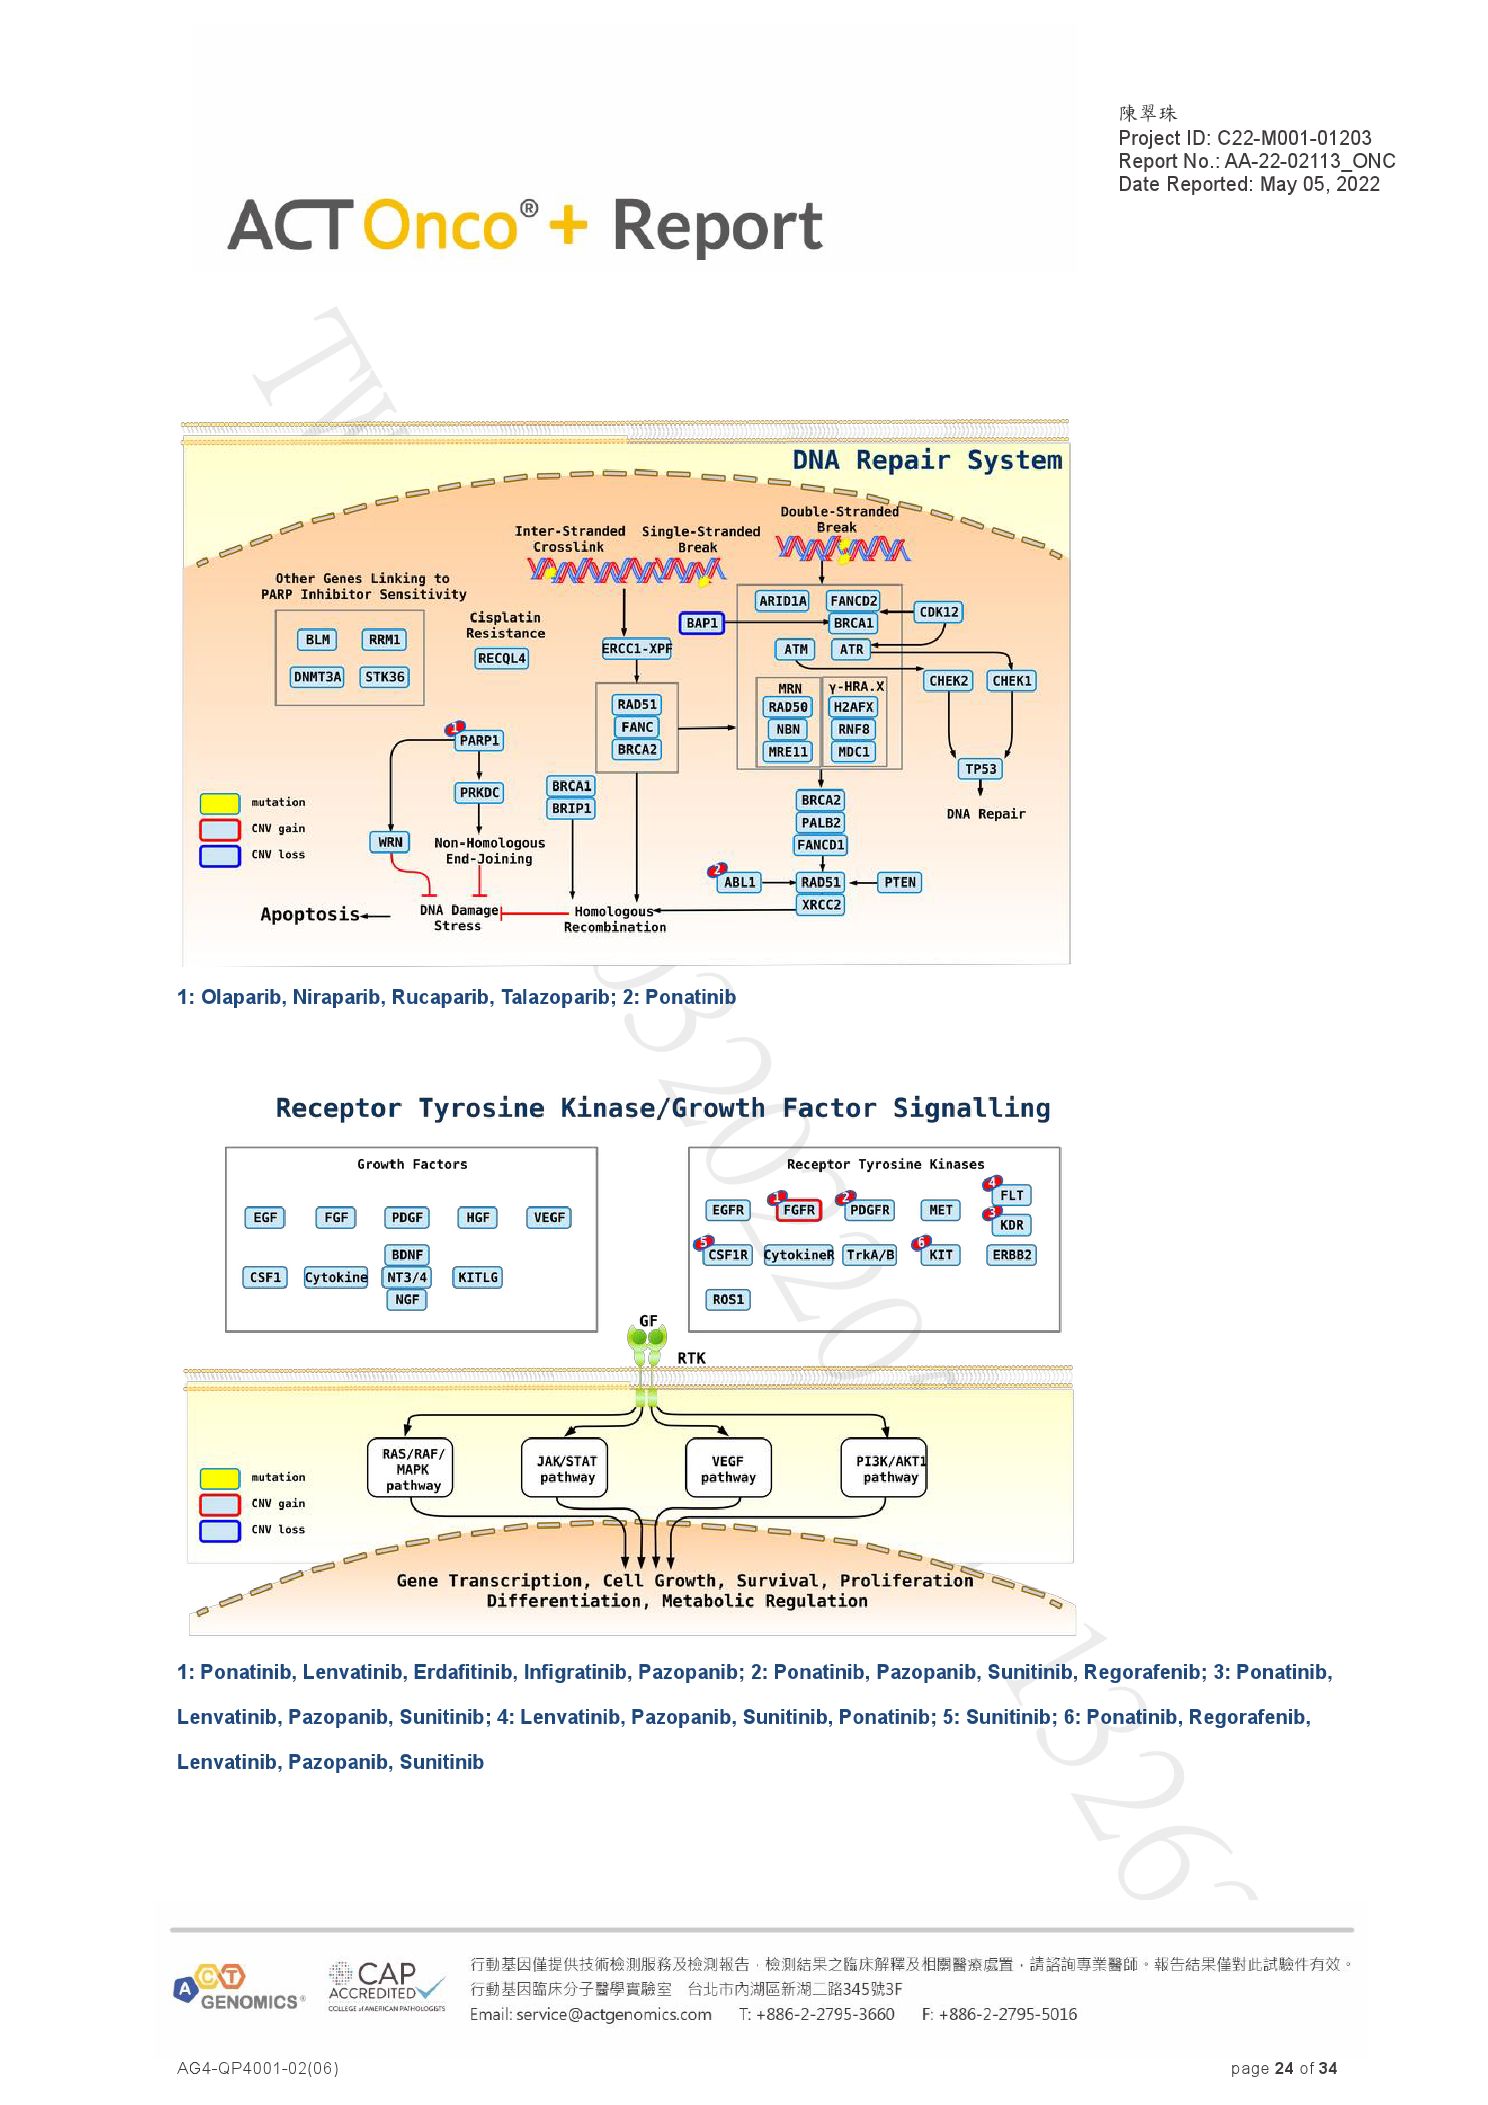 陳翠珠
Project ID: C22-M001-01203
Report No.: AA-22-02113_ONC
Date Reported: May 05, 2022
ACTOnco®+ Report
DNA Repair System
Inter-Stranded Crosslink
Single-Stranded Break
Double-Stranded Break
Other Genes Linking to
PARP Inhibitor Sensitivity
BLM RRM1
DNMT3A STK36
Cisplatin
Resistance
RECQL4
BAP1
ARID1A FANCD2
BRCA1
CDK12
ERCC1-XPF
ATM ATR
CHEK2 CHEK1
RAD51
FANC
BRCA2
MRN
RAD50
NBN
MRE11
γ-HRA.X
H2AFX
RNF8
MDC1
1
PARP1
TP53
DNA Repair
PRKDC
BRCA1
BRIP1
BRCA2
PALB2
FANCD1
mutation
CNV gain
CNV loss
WRN
Non-Homologous
End-Joining
2
ABL1
RAD51
XRCC2
PTEN
Apoptosis
DNA Damage
Stress
Homologous
Recombination
1: Olaparib, Niraparib, Rucaparib, Talazoparib; 2: Ponatinib
Receptor Tyrosine Kinase/Growth Factor Signalling
Growth Factors
EGF FGF PDGF HGF VEGF
BDNF
CSF1 Cytokine NT3/4 KITLG
NGF
Receptor Tyrosine Kinases
4
FLT
1 2
EGFR FGFR PDGFR MET
3
KDR
5 6
CSF1R CytokineR TrkA/B KIT ERBB2
ROS1
GF
RTK
RAS/RAF/
MAPK
pathway
JAK/STAT
pathway
VEGF
pathway
PI3K/AKT1
pathway
mutation
CNV gain
CNV loss
Gene Transcription, Cell Growth, Survival, Proliferation
Differentiation, Metabolic Regulation
1: Ponatinib, Lenvatinib, Erdafitinib, Infigratinib, Pazopanib; 2: Ponatinib, Pazopanib, Sunitinib, Regorafenib; 3: Ponatinib,
Lenvatinib, Pazopanib, Sunitinib; 4: Lenvatinib, Pazopanib, Sunitinib, Ponatinib; 5: Sunitinib; 6: Ponatinib, Regorafenib,
Lenvatinib, Pazopanib, Sunitinib
ACT GENOMICS®
CAP
ACCREDITED
COLLEGE of AMERICAN PATHOLOGISTS
行動基因僅提供技術檢測服務及檢測報告，檢測結果之臨床解釋及相關醫療處置，請諮詢專業醫師。報告結果僅對此試驗件有效。
行動基因臨床分子醫學實驗室 台北市內湖區新湖二路345號3F
Email: service@actgenomics.com T: +886-2-2795-3660 F: +886-2-2795-5016
AG4-QP4001-02(06)
page 24 of 34